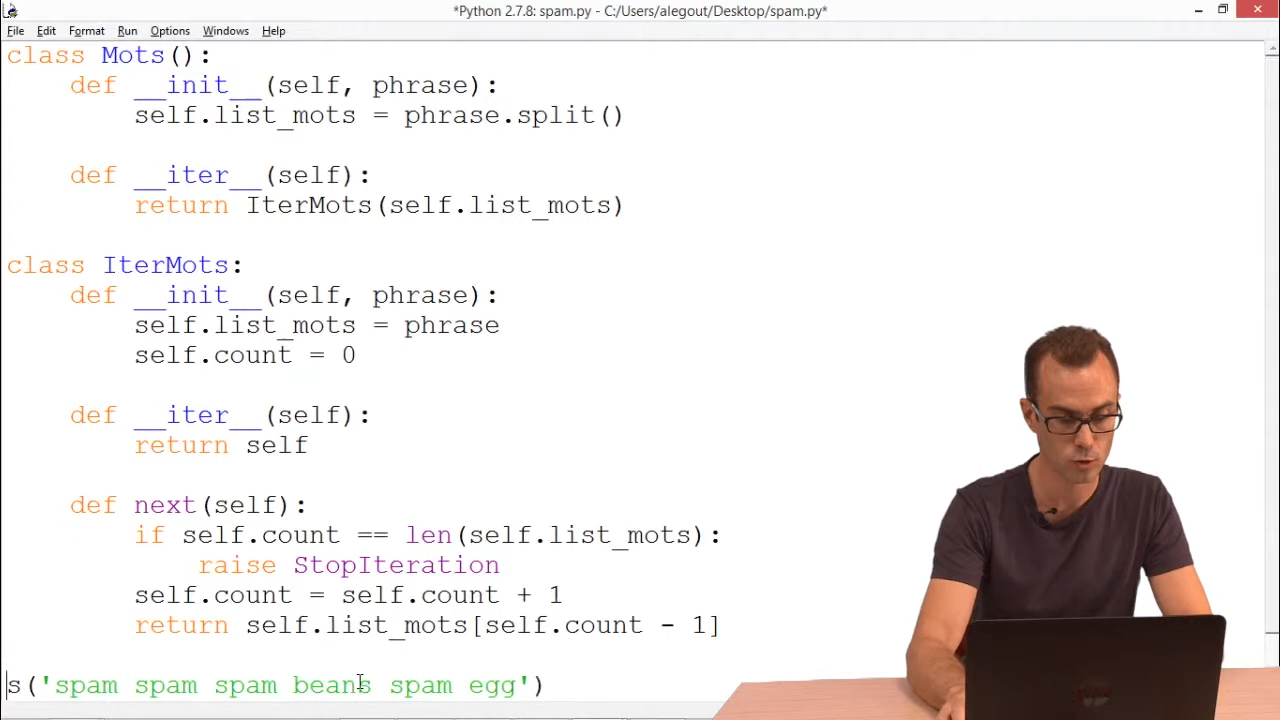 *Python 2.7.8: spam.py - C:/Users/alegout/Desktop/spam.py*
File Edit Format Run Options Windows Help
class Mots():
    def __init__(self, phrase):
        self.list_mots = phrase.split()
    def __iter__(self):
        return IterMots(self.list_mots)
class IterMots:
    def __init__(self, phrase):
        self.list_mots = phrase
        self.count = 0
    def __iter__(self):
        return self
    def next(self):
        if self.count == len(self.list_mots):
            raise StopIteration
        self.count = self.count + 1
        return self.list_mots[self.count - 1]
s('spam spam spam beans spam egg')